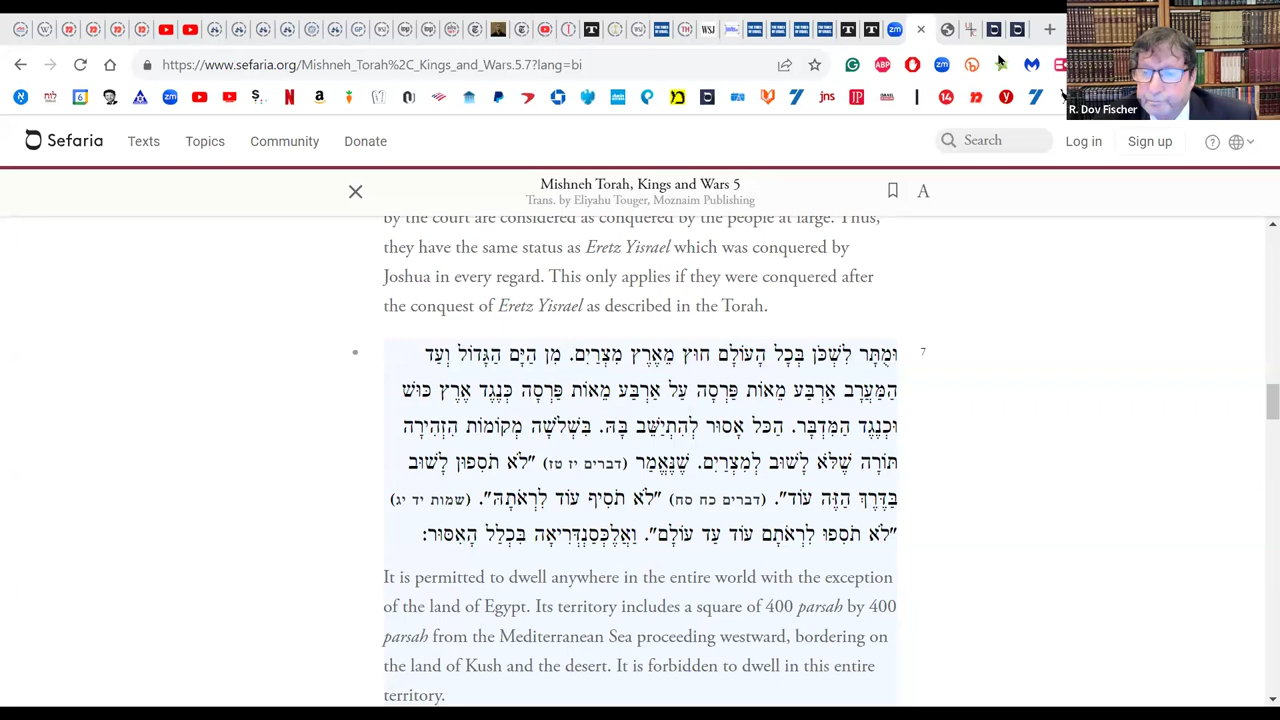 https://www.sefaria.org/Mishneh_Torah%2C_Kings_and_Wars.5.7?lang=bi
R. Dov Fischer
Sefaria Texts Topics Community Donate Search Log in Sign up
Mishneh Torah, Kings and Wars 5
Trans. by Eliyahu Touger, Moznaim Publishing
by the court are considered as conquered by the people at large. Thus,
they have the same status as Eretz Yisrael which was conquered by
Joshua in every regard. This only applies if they were conquered after
the conquest of Eretz Yisrael as described in the Torah.
7
וּמֻתָּר לִשְׁכֹּן בְּכָל הָעוֹלָם חוּץ מֵאֶרֶץ מִצְרַיִם. מִן הַיָּם הַגָּדוֹל וְעַד
הַמַּעֲרָב אַרְבַּע מֵאוֹת פַּרְסָה עַל אַרְבַּע מֵאוֹת פַּרְסָה כְּנֶגֶד אֶרֶץ כּוּשׁ
וּכְנֶגֶד הַמִּדְבָּר. הַכּל אָסוּר לְהִתְיַשֵּׁב בָּהּ. בִּשְׁלֹשָׁה מְקוֹמוֹת הִזְהִירָה
תּוֹרָה שֶׁלֹּא לָשׁוּב לְמִצְרַיִם. שֶׁנֶּאֱמַר (דברים יז טז) "לֹא תֹסִפוּן לָשׁוּב
בַּדֶּרֶךְ הַזֶּה עוֹד". (דברים כח סח) "לֹא תֹסִיף עוֹד לִרְאֹתָהּ". (שמות יד יג)
"לֹא תֹסִפוּ לִרְאֹתָם עוֹד עַד עוֹלָם". וַאֲלֶכְּסַנְדְּרִיאָה בִּכְלַל הָאִסּוּר:
It is permitted to dwell anywhere in the entire world with the exception
of the land of Egypt. Its territory includes a square of 400 parsah by 400
parsah from the Mediterranean Sea proceeding westward, bordering on
the land of Kush and the desert. It is forbidden to dwell in this entire
territory.